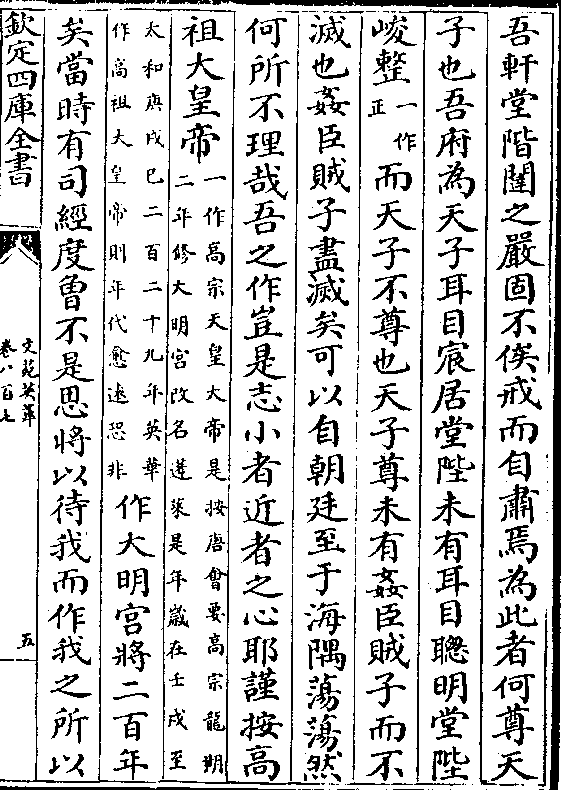 吾軒堂階闥之嚴固不俟戒而自肅焉為此者何尊天
子也吾府為天子耳目宸居堂陛未有耳目聰明堂陛
峻整一作正而天子不尊也天子尊未有姦臣賊子而不
滅也姦臣賊子盡滅矣可以自朝廷至于海隅蕩蕩然
何所不理哉吾之作豈是志小者近者之心耶謹按高
祖大皇帝一作高宗天皇大帝是按唐會要高宗龍朔
二年修大明宮改名蓬萊是年嵗在壬戌至
太和庚戌巳二百二十九年英華
作高祖大皇帝則年代愈逺恐非作大明宮將二百年
矣當時有司經度曽不是思將以待我而作我之所以
欽定四庫全書
文苑英華
卷八百七
五